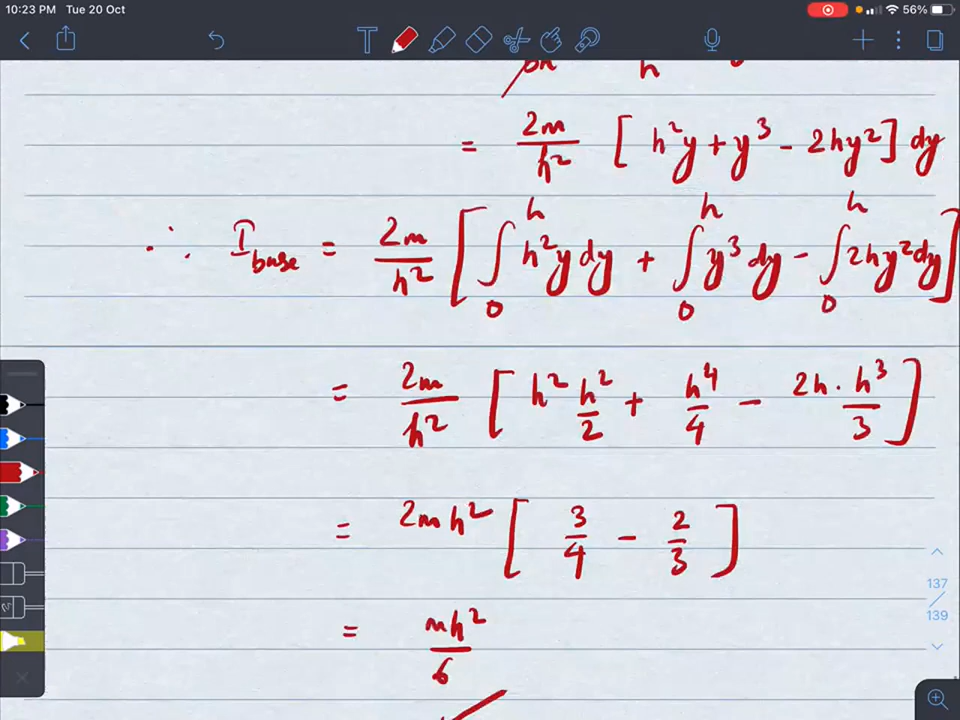 10:23 PM Tue 20 Oct 56%
= 2m/h² [h²y + y³ - 2hy²] dy
∴ I base = 2m/h² [∫₀ʰ h²y dy + ∫₀ʰ y³ dy - ∫₀ʰ 2hy² dy]
= 2m/h² [h² h²/2 + h⁴/4 - 2h · h³/3]
= 2mh² [3/4 - 2/3]
137
/
139
= mh²/6